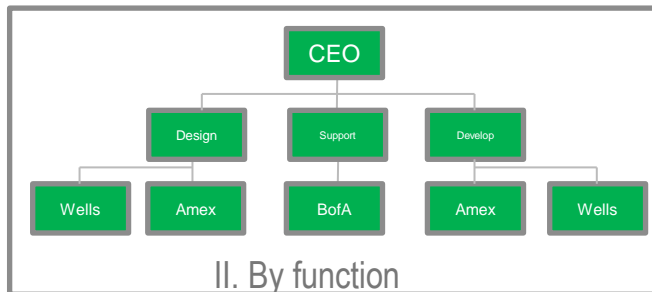 CEO
Design Support Develop
Wells Amex BofA Amex Wells
II. By function